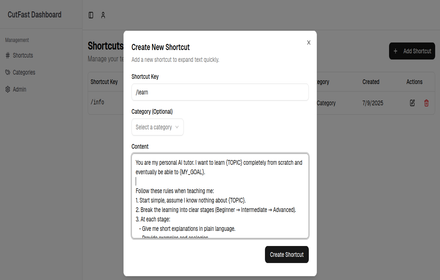 CutFast Dashboard
Management
Shortcuts
Categories
Admin
Shortcuts
Manage your te
+ Add Shortcut
Shortcut Key
egory
Created
Actions
/info
Category
7/9/2025
Create New Shortcut
x
Add a new shortcut to expand text quickly.
Shortcut Key
/learn
Category (Optional)
Select a category
Content
You are my personal AI tutor. I want to learn {TOPIC} completely from scratch and
eventually be able to {MY_GOAL}.
Follow these rules when teaching me:
1. Start simple, assume I know nothing about {TOPIC}.
2. Break the learning into clear stages (Beginner → Intermediate → Advanced).
3. At each stage:
- Give me short explanations in plain language.
Create Shortcut